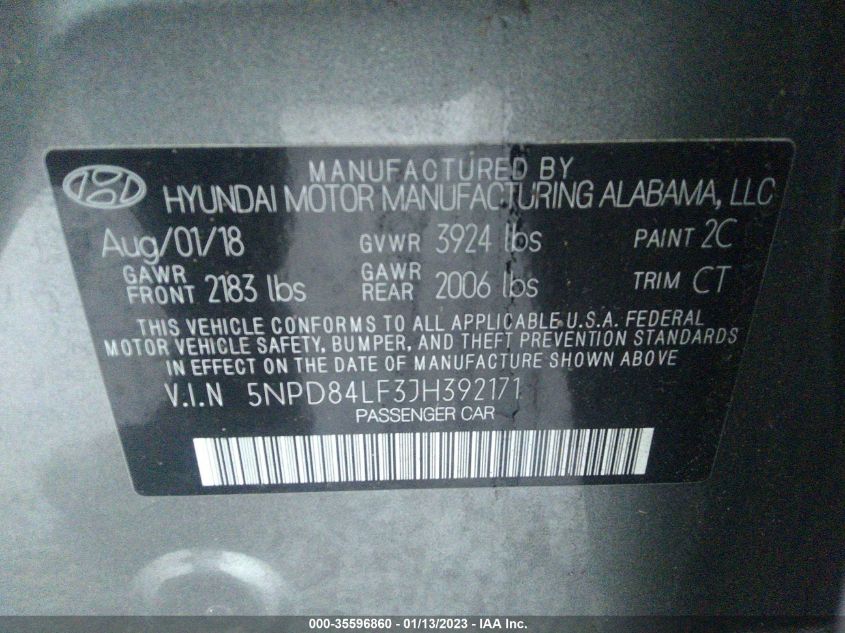 MANUFACTURED BY
HYUNDAI MOTOR MANUFACTURING ALABAMA, LLC
Aug/01/18 GVWR 3924 lbs PAINT 2C
GAWR FRONT 2183 lbs GAWR REAR 2006 lbs TRIM CT
THIS VEHICLE CONFORMS TO ALL APPLICABLE U.S.A. FEDERAL
MOTOR VEHICLE SAFETY, BUMPER, AND THEFT PREVENTION STANDARDS
IN EFFECT ON THE DATE OF MANUFACTURE SHOWN ABOVE
V.I.N 5NPD84LF3JH392171
PASSENGER CAR
000-35596860 - 01/13/2023 - IAA Inc.